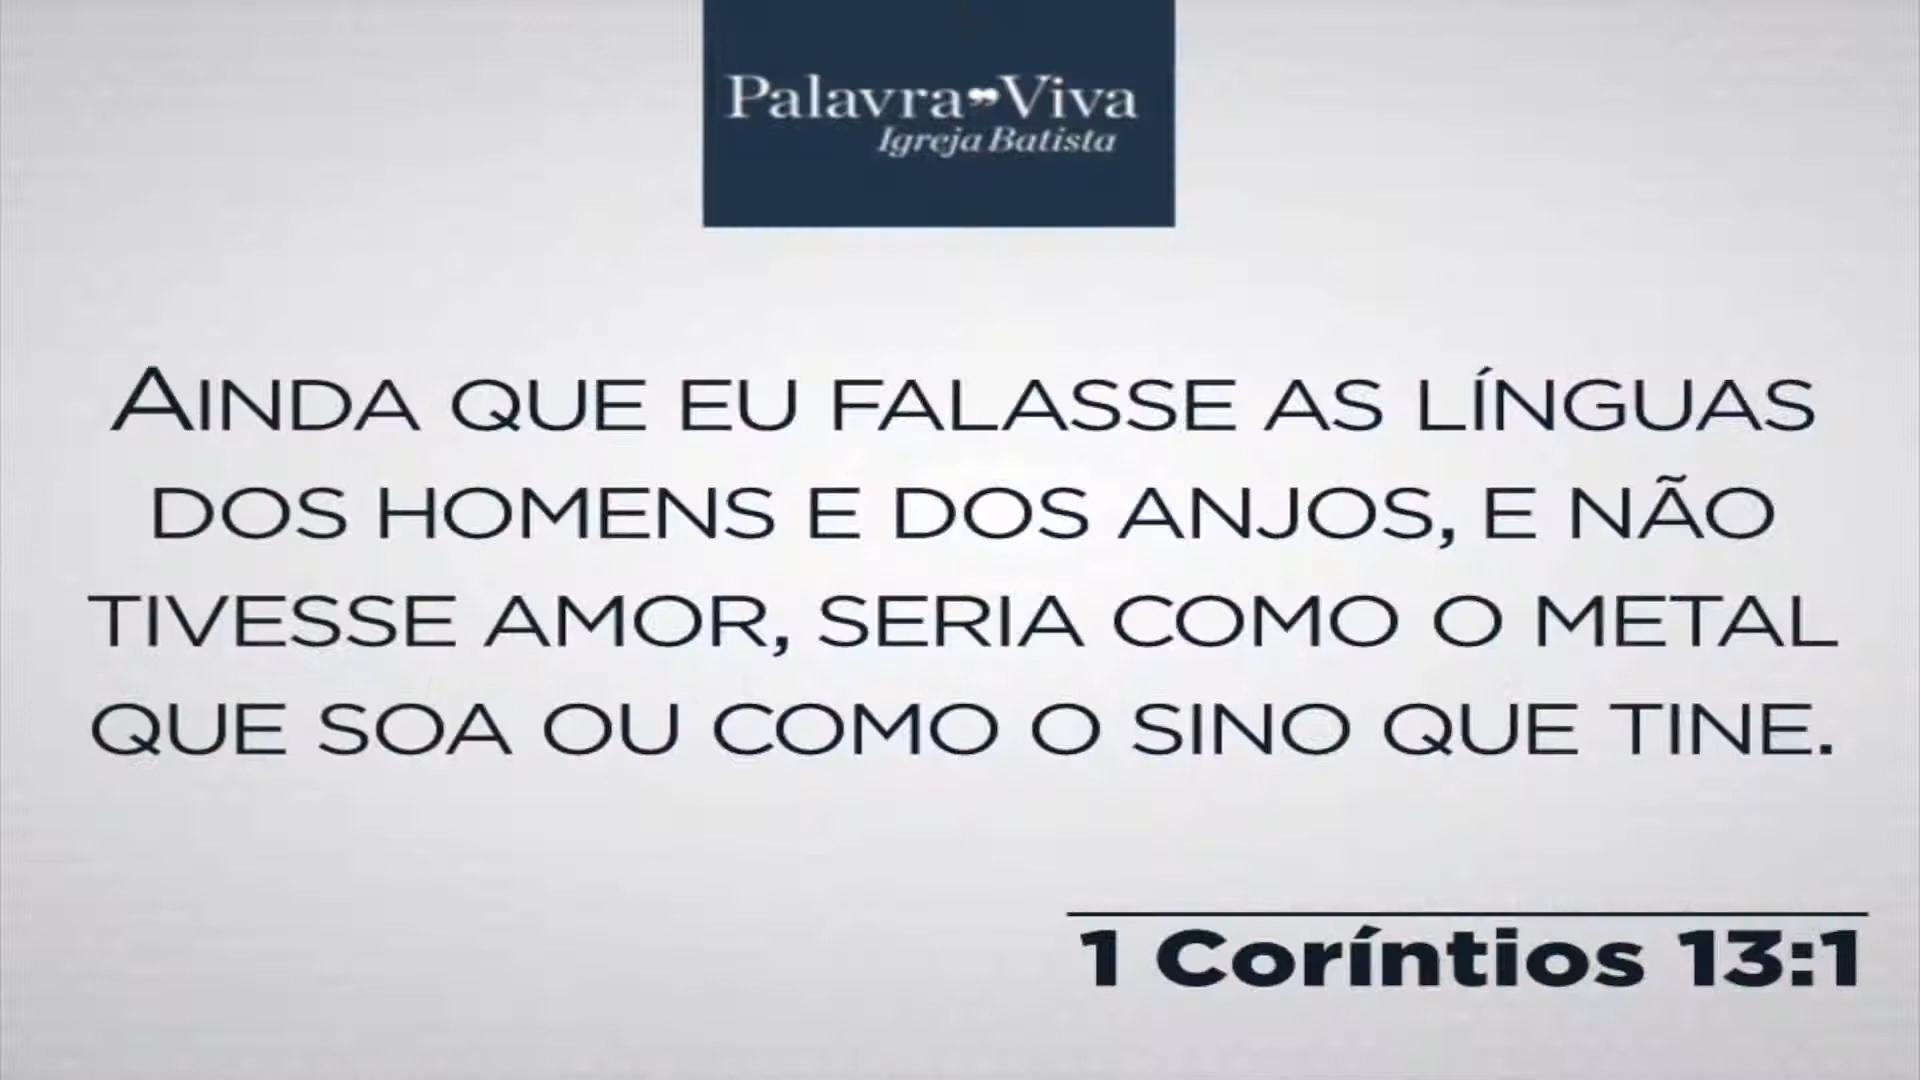 Palavra❞Viva
Igreja Batista
AINDA QUE EU FALASSE AS LÍNGUAS
DOS HOMENS E DOS ANJOS, E NÃO
TIVESSE AMOR, SERIA COMO O METAL
QUE SOA OU COMO O SINO QUE TINE.
1 Coríntios 13:1